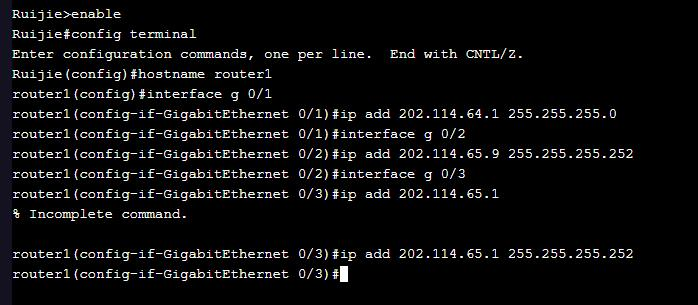 Ruijie>enable
Ruijie#config terminal
Enter configuration commands, one per line.  End with CNTL/Z.
Ruijie(config)#hostname router1
router1(config)#interface g 0/1
router1(config-if-GigabitEthernet 0/1)#ip add 202.114.64.1 255.255.255.0
router1(config-if-GigabitEthernet 0/1)#interface g 0/2
router1(config-if-GigabitEthernet 0/2)#ip add 202.114.65.9 255.255.255.252
router1(config-if-GigabitEthernet 0/2)#interface g 0/3
router1(config-if-GigabitEthernet 0/3)#ip add 202.114.65.1
% Incomplete command.
router1(config-if-GigabitEthernet 0/3)#ip add 202.114.65.1 255.255.255.252
router1(config-if-GigabitEthernet 0/3)#